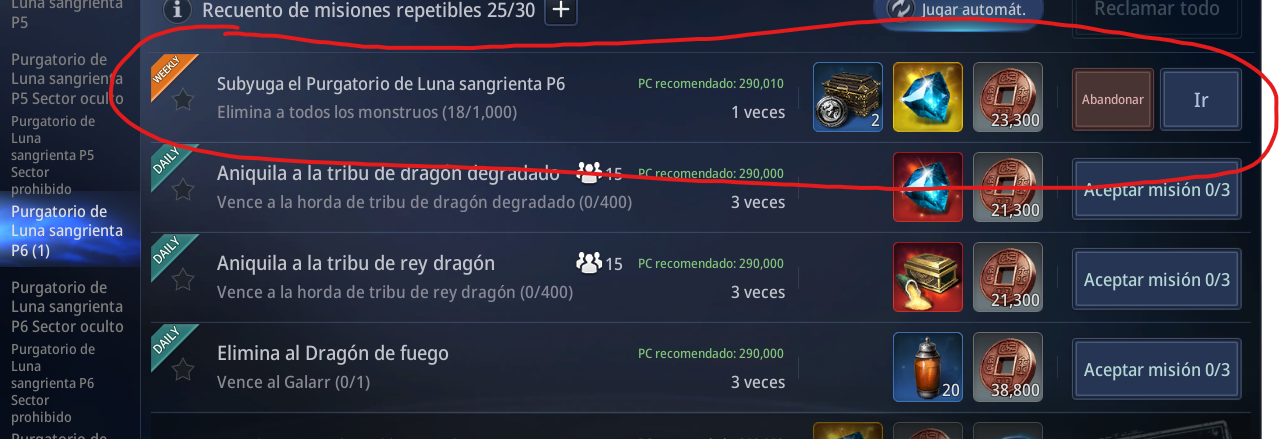 Luna sangrienta
P5
Purgatorio de
Luna sangrienta
P5 Sector oculto
Purgatorio de
Luna
sangrienta P5
Sector
prohibido
Purgatorio de
Luna sangrienta
P6 (1)
Purgatorio de
Luna sangrienta
P6 Sector oculto
Purgatorio de
Luna
sangrienta P6
Sector
prohibido
Purgatorio de
Recuento de misiones repetibles 25/30 +
Jugar automát.
Reclamar todo
WEEKLY
Subyuga el Purgatorio de Luna sangrienta P6
PC recomendado: 290,010
Elimina a todos los monstruos (18/1,000)
1 veces
2
23,300
Abandonar
Ir
DAILY
Aniquila a la tribu de dragón degradado
15
PC recomendado: 290,000
Vence a la horda de tribu de dragón degradado (0/400)
3 veces
21,300
Aceptar misión 0/3
DAILY
Aniquila a la tribu de rey dragón
15
PC recomendado: 290,000
Vence a la horda de tribu de rey dragón (0/400)
3 veces
21,300
Aceptar misión 0/3
DAILY
Elimina al Dragón de fuego
PC recomendado: 290,000
Vence al Galarr (0/1)
3 veces
20
38,800
Aceptar misión 0/3